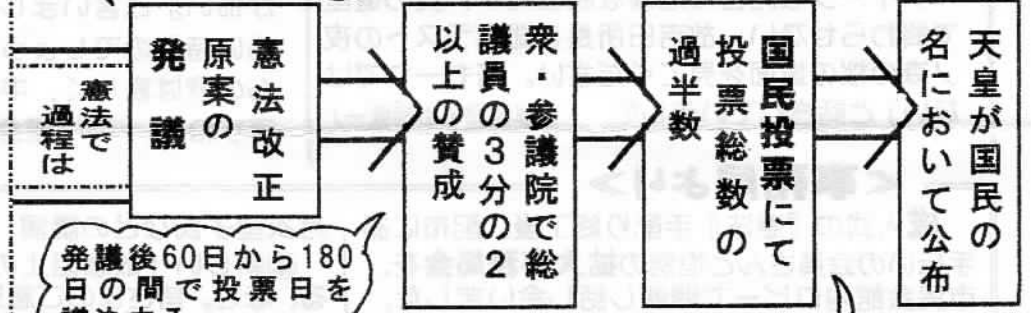 憲法で
過程は
憲法改正
原案の
発議
衆・参議院で総
議員の3分の2
以上の賛成
国民投票にて
投票総数の
過半数
天皇が国民の
名において公布
発議後60日から180
日の間で投票日を